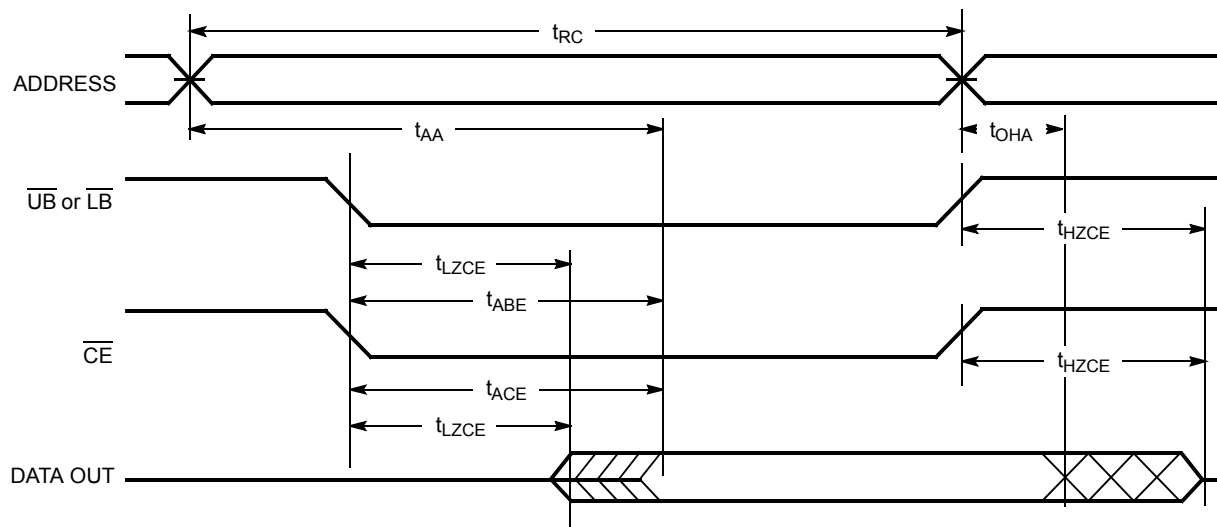 tRC
ADDRESS
tAA
tOHA
UB or LB
tHZCE
tLZCE
tABE
CE
tHZCE
tACE
tLZCE
DATA OUT